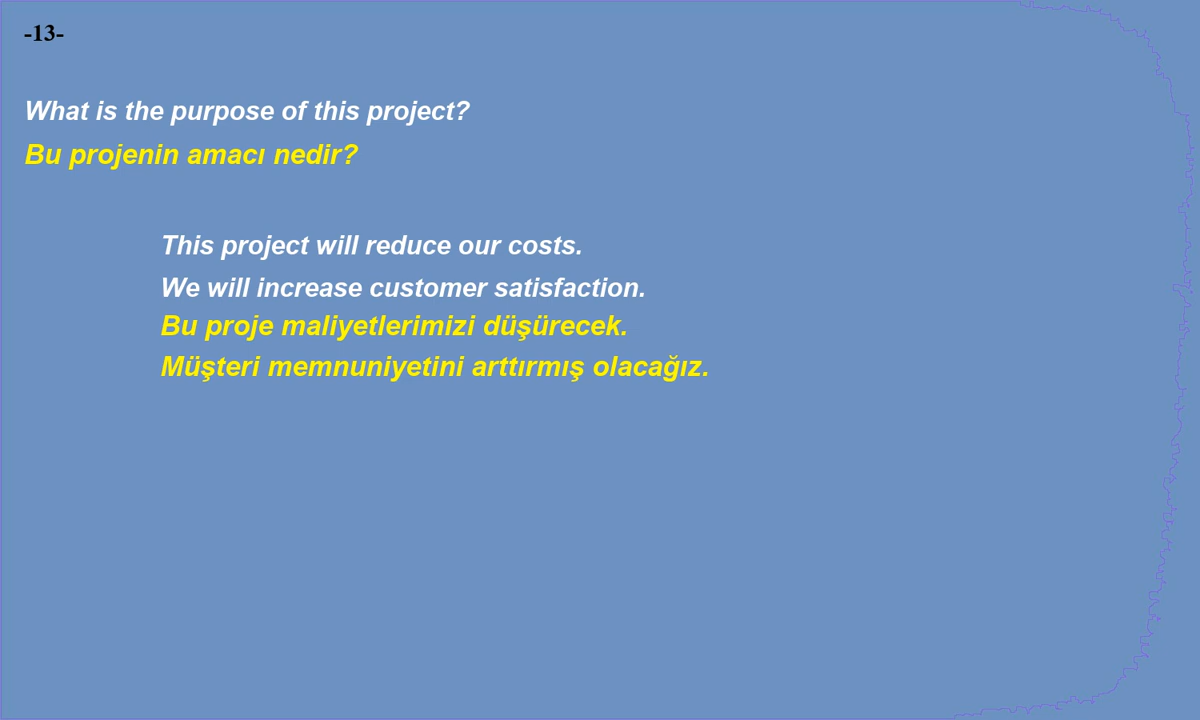 -13-
What is the purpose of this project?
Bu projenin amacı nedir?
This project will reduce our costs.
We will increase customer satisfaction.
Bu proje maliyetlerimizi düşürecek.
Müşteri memnuniyetini arttırmış olacağız.